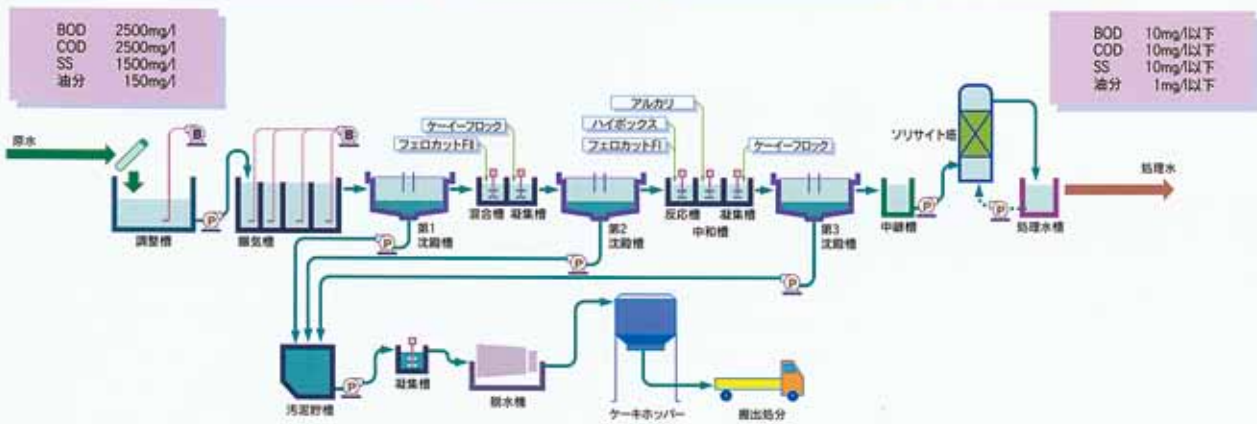 BOD 2500mg/l
COD 2500mg/l
SS 1500mg/l
油分 150mg/l
BOD 10mg/l以下
COD 10mg/l以下
SS 10mg/l以下
油分 1mg/l以下
原水
B
B
ケーイーフロック
フェロカットFII
アルカリ
ハイポックス
フェロカットFI
ケーイーフロック
ソリサイト塔
処理水
調整槽
P
曝気槽
第1
沈殿槽
混合槽
凝集槽
第2
沈殿槽
反応槽
中和槽
凝集槽
第3
沈殿槽
中継槽
P
P
処理水槽
P
P
P
汚泥貯槽
P
凝集槽
脱水機
ケーキホッパー
搬出処分